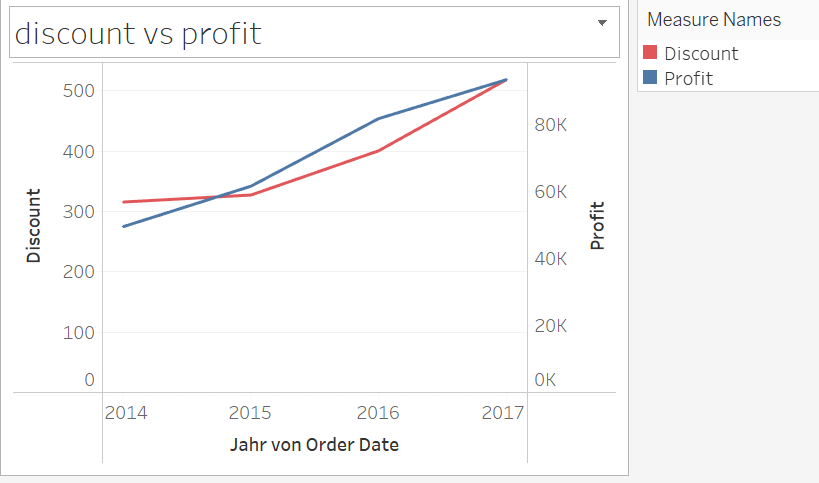 discount vs profit
Measure Names
Discount
Profit
500
400
300
200
100
0
Discount
80K
60K
40K
20K
0K
Profit
2014 2015 2016 2017
Jahr von Order Date